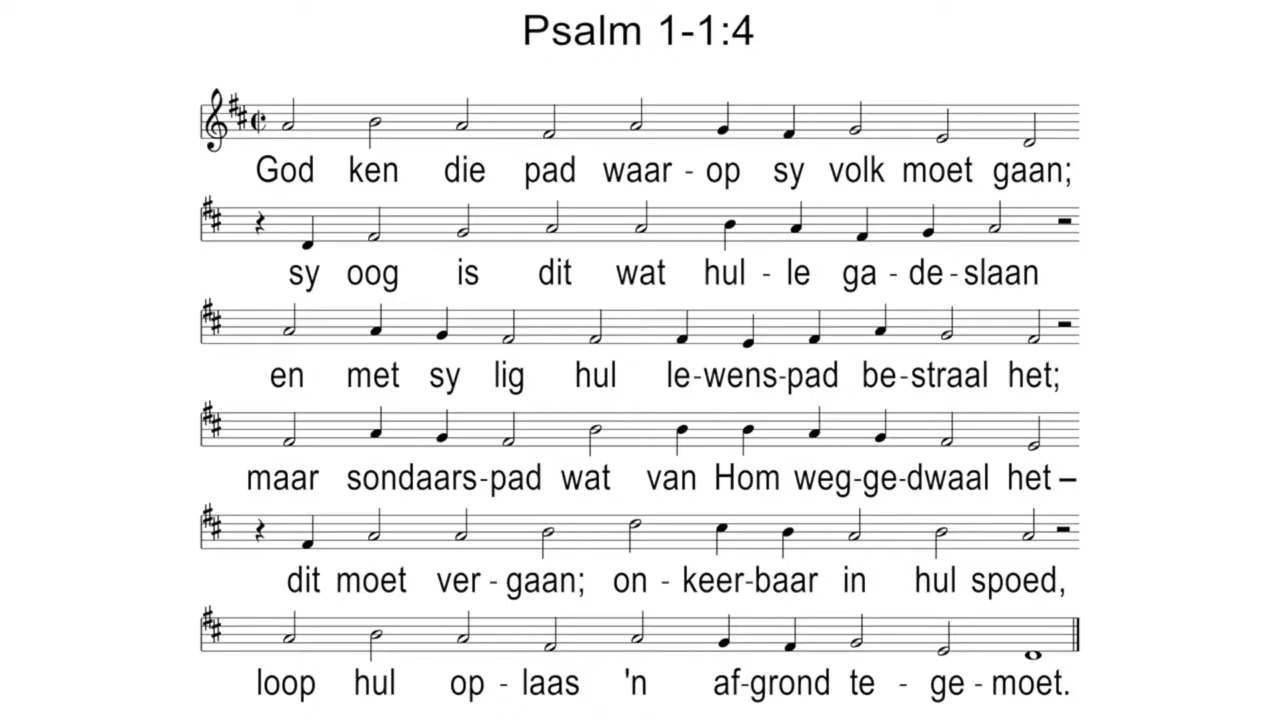 Psalm 1-1:4
God ken die pad waar - op sy volk moet gaan;
sy oog is dit wat hul - le ga - de - slaan
en met sy lig hul le-wens-pad be-straal het;
maar sondaars-pad wat van Hom weg-ge-dwaal het –
dit moet ver - gaan; on - keer-baar in hul spoed,
loop hul op - laas 'n af-grond te - ge - moet.